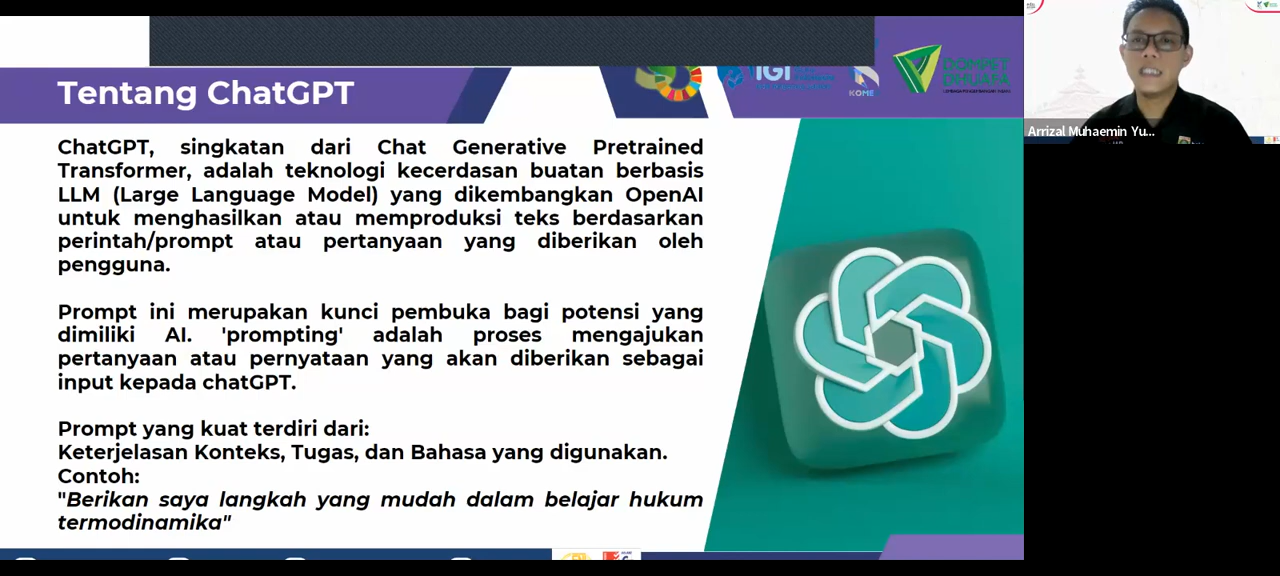 Tentang ChatGPT
IGI
KOME
DOMPET
DHUAFA
Arrizal Muhaemin Yu...
ChatGPT, singkatan dari Chat Generative Pretrained
Transformer, adalah teknologi kecerdasan buatan berbasis
LLM (Large Language Model) yang dikembangkan OpenAI
untuk menghasilkan atau memproduksi teks berdasarkan
perintah/prompt atau pertanyaan yang diberikan oleh
pengguna.
Prompt ini merupakan kunci pembuka bagi potensi yang
dimiliki AI. 'prompting' adalah proses mengajukan
pertanyaan atau pernyataan yang akan diberikan sebagai
input kepada chatGPT.
Prompt yang kuat terdiri dari:
Keterjelasan Konteks, Tugas, dan Bahasa yang digunakan.
Contoh:
"Berikan saya langkah yang mudah dalam belajar hukum
termodinamika"